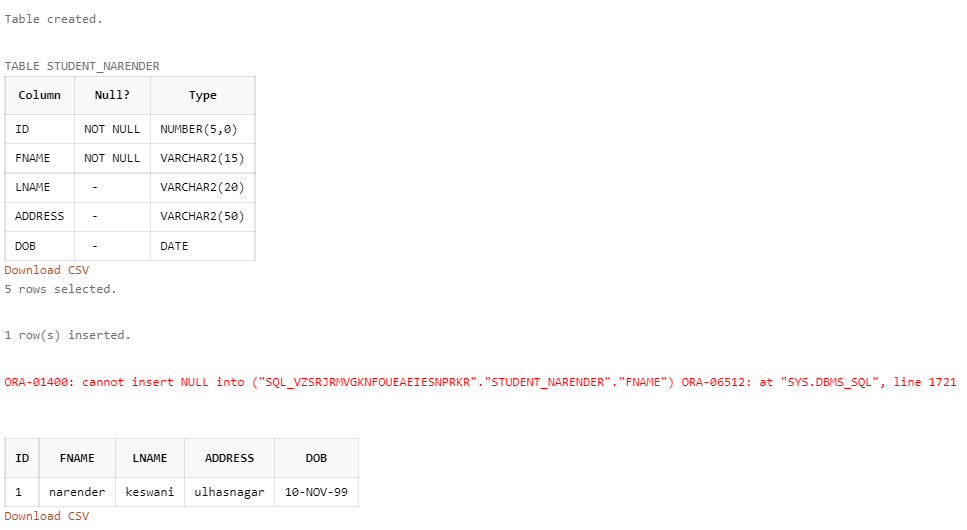 Table created.
TABLE STUDENT_NARENDER
Column Null? Type
ID NOT NULL NUMBER(5,0)
FNAME NOT NULL VARCHAR2(15)
LNAME - VARCHAR2(20)
ADDRESS - VARCHAR2(50)
DOB - DATE
Download CSV
5 rows selected.
1 row(s) inserted.
ORA-01400: cannot insert NULL into ("SQL_VZSRJRMVGKNFOUEAEIESNPRKR"."STUDENT_NARENDER"."FNAME") ORA-06512: at "SYS.DBMS_SQL", line 1721
ID FNAME LNAME ADDRESS DOB
1 narender keswani ulhasnagar 10-NOV-99
Download CSV